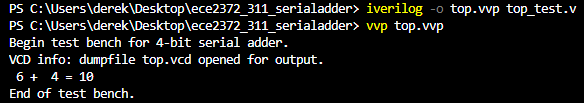 PS C:\Users\derek\Desktop\ece2372_311_serialadder> iverilog -o top.vvp top_test.v
PS C:\Users\derek\Desktop\ece2372_311_serialadder> vvp top.vvp
Begin test bench for 4-bit serial adder.
VCD info: dumpfile top.vcd opened for output.
 6 +  4 = 10
End of test bench.